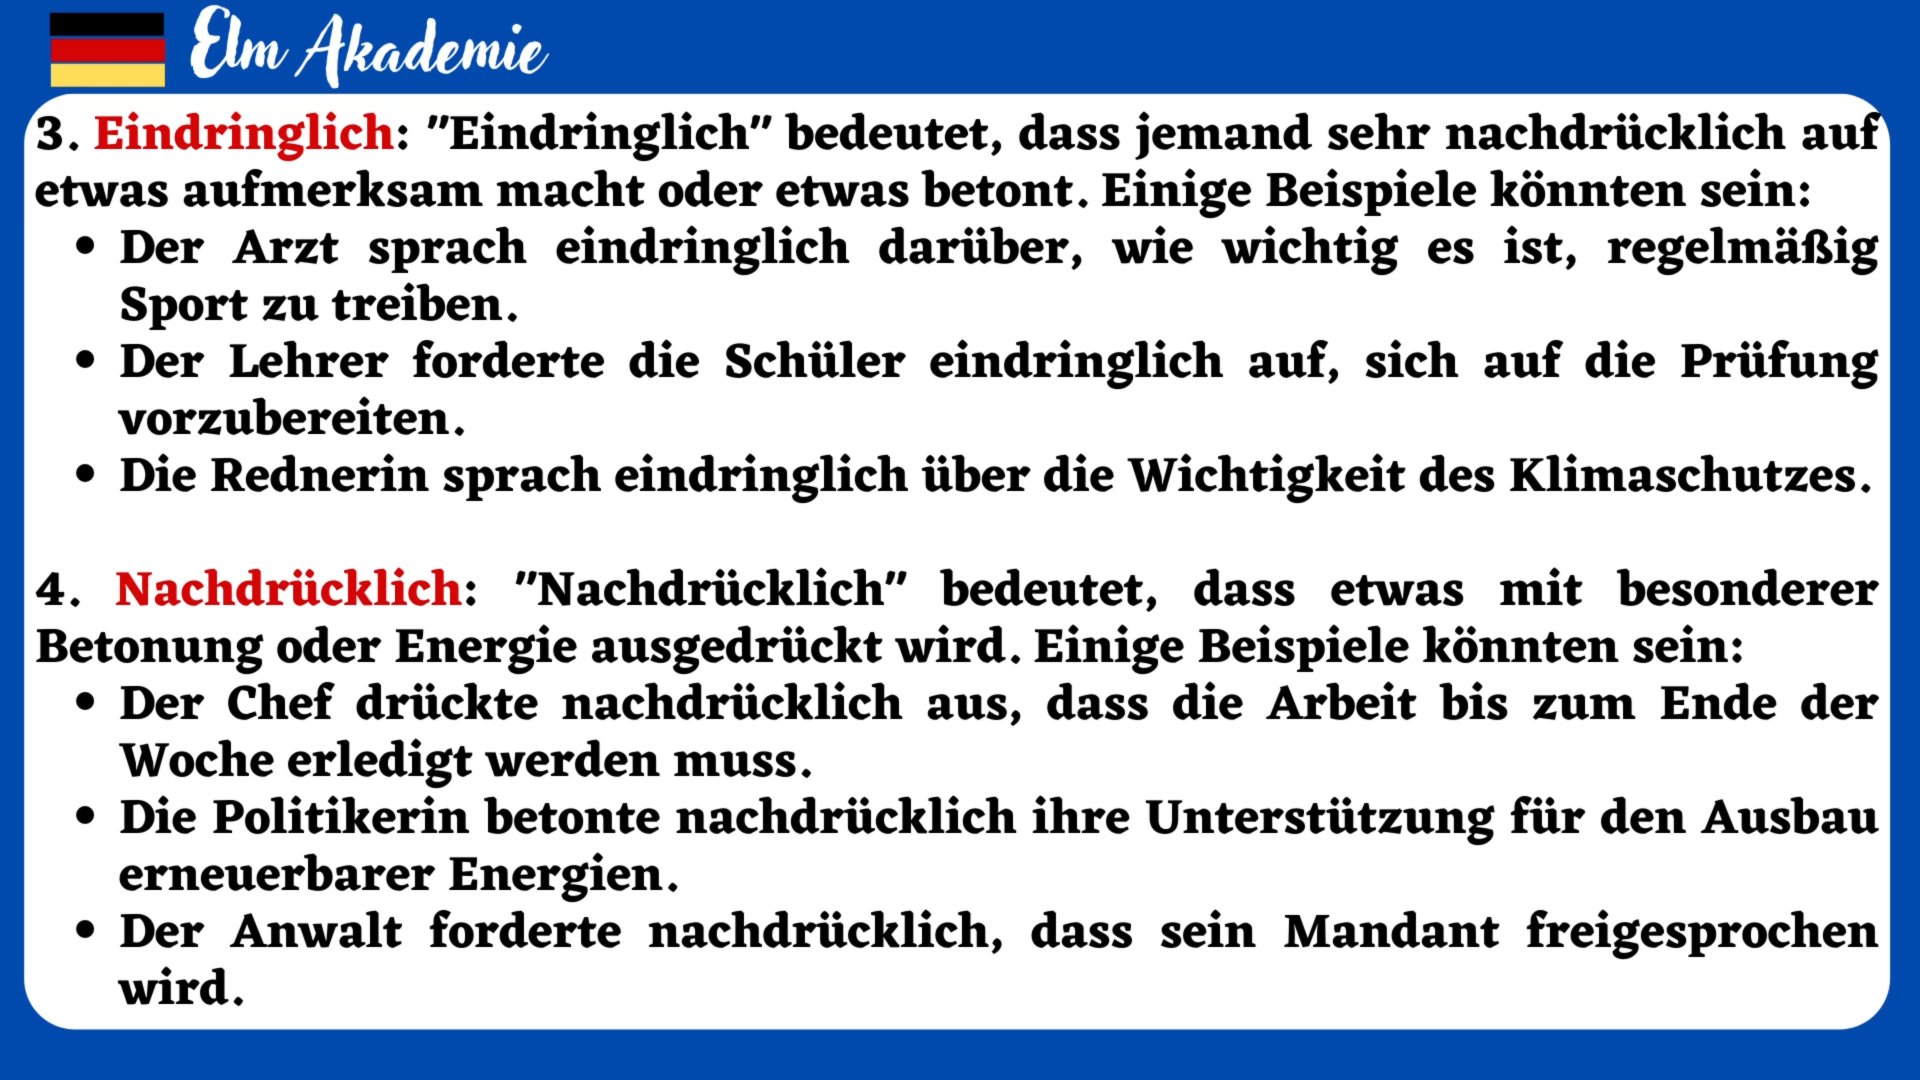 Elm Akademie
3. Eindringlich: "Eindringlich" bedeutet, dass jemand sehr nachdrücklich auf
etwas aufmerksam macht oder etwas betont. Einige Beispiele könnten sein:
• Der Arzt sprach eindringlich darüber, wie wichtig es ist, regelmäßig
Sport zu treiben.
• Der Lehrer forderte die Schüler eindringlich auf, sich auf die Prüfung
vorzubereiten.
• Die Rednerin sprach eindringlich über die Wichtigkeit des Klimaschutzes.
4. Nachdrücklich: "Nachdrücklich" bedeutet, dass etwas mit besonderer
Betonung oder Energie ausgedrückt wird. Einige Beispiele könnten sein:
• Der Chef drückte nachdrücklich aus, dass die Arbeit bis zum Ende der
Woche erledigt werden muss.
• Die Politikerin betonte nachdrücklich ihre Unterstützung für den Ausbau
erneuerbarer Energien.
• Der Anwalt forderte nachdrücklich, dass sein Mandant freigesprochen
wird.